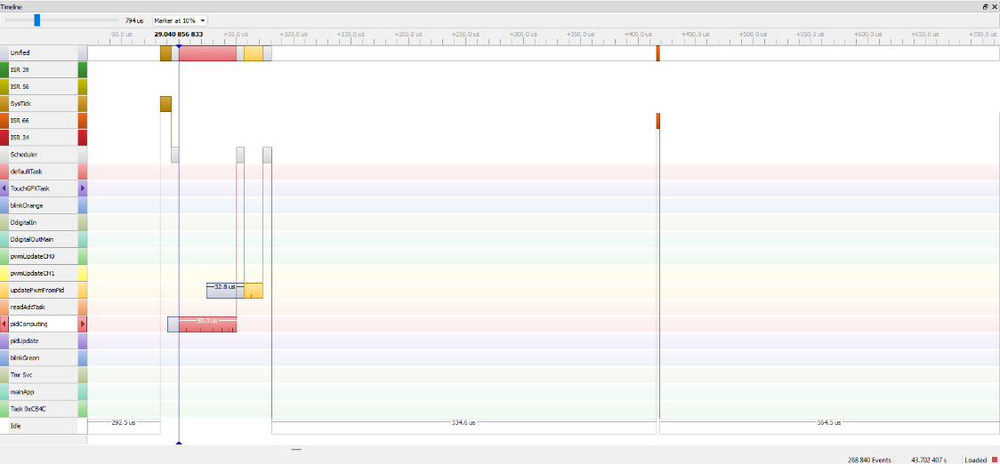 Timeline
794 us Marker at 10%
-50.0 us 29.040 856 833 +50.0 us +100.0 us +150.0 us +200.0 us +250.0 us +300.0 us +350.0 us +400.0 us +450.0 us +500.0 us +550.0 us +600.0 us +650.0 us +700.0 us
Unified
ISR 39
ISR 56
SysTick
ISR 66
ISR 34
Scheduler
defaultTask
TouchGFXTask
blinkOrange
DdigitalIn
DdigitalOutMain
pwmUpdateCH0
pwmUpdateCH1
updatePwmFromPid 32.8 us
readAdcTask
pidComputing
pidUpdate
blinkGreen
Tmr Svc
mainApp
Task 0xCB4C
Idle 292.5 us 334.6 us 564.5 us
268 840 Events 43.702 407 s Loaded